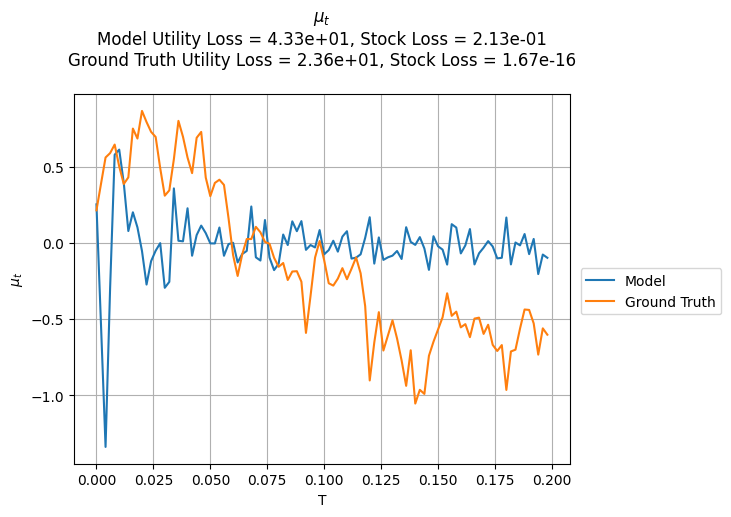 μt
Model Utility Loss = 4.33e+01, Stock Loss = 2.13e-01
Ground Truth Utility Loss = 2.36e+01, Stock Loss = 1.67e-16
0.5
0.0
−0.5
−1.0
μt
0.000 0.025 0.050 0.075 0.100 0.125 0.150 0.175 0.200
T
Model
Ground Truth